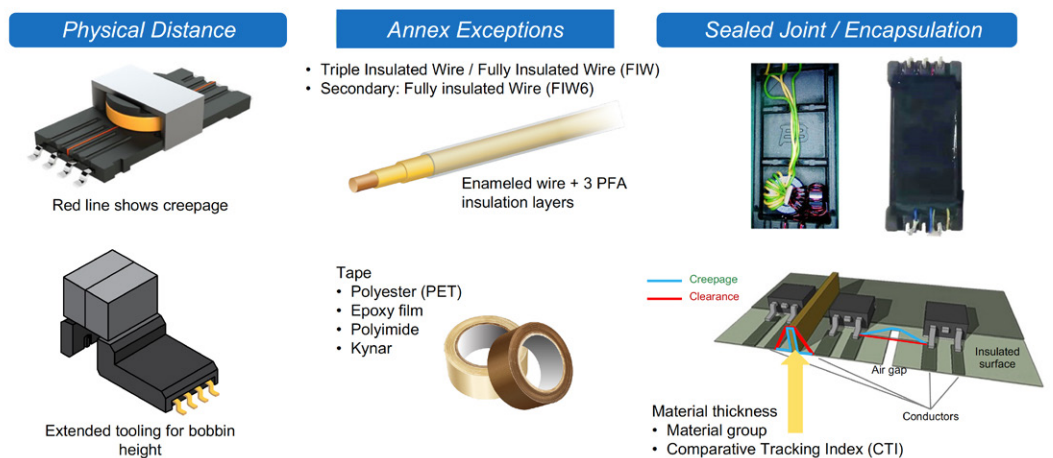 Physical Distance
Red line shows creepage
Extended tooling for bobbin
height
Annex Exceptions
• Triple Insulated Wire / Fully Insulated Wire (FIW)
• Secondary: Fully insulated Wire (FIW6)
Enameled wire + 3 PFA
insulation layers
Tape
• Polyester (PET)
• Epoxy film
• Polyimide
• Kynar
Sealed Joint / Encapsulation
Creepage
Clearance
Insulated
surface
Air gap
Conductors
Material thickness
• Material group
• Comparative Tracking Index (CTI)